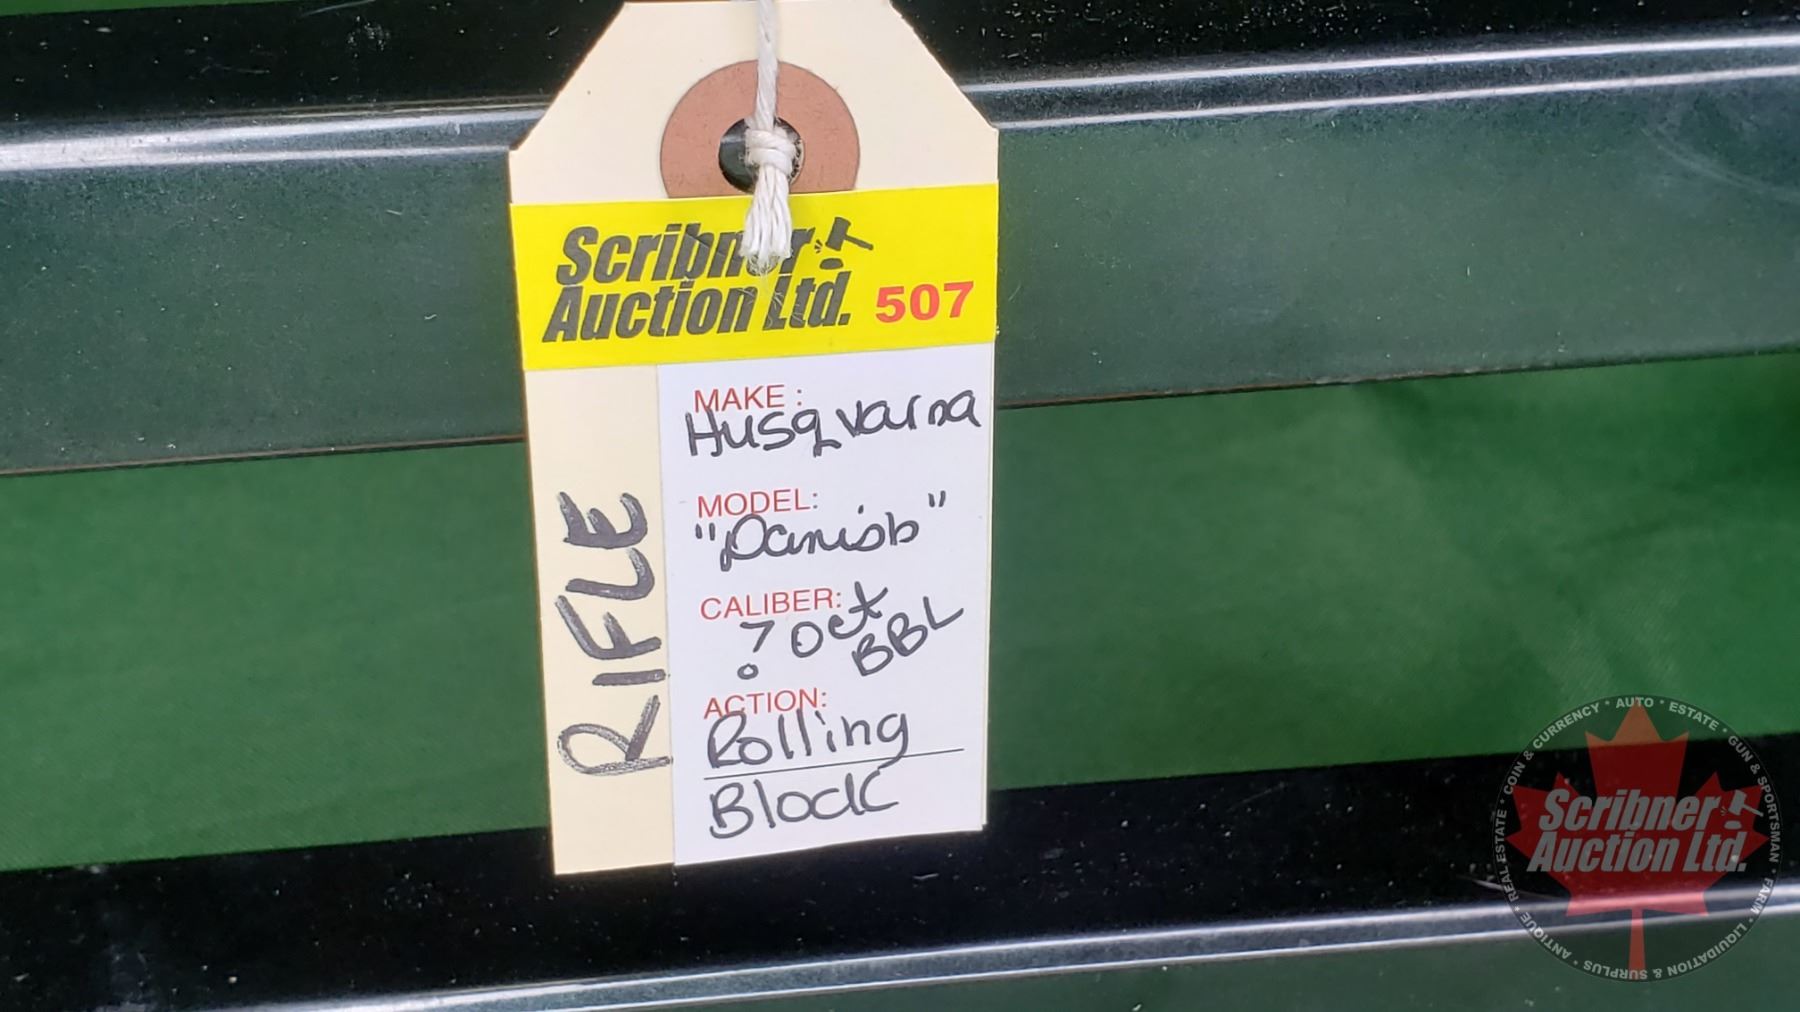 Scribner
Auction Ltd. 507
MAKE :
Husqvarna
MODEL:
"Danish"
CALIBER:
? Oct
BBL
ACTION:
Rolling
Block
RIFLE
Scribner
Auction Ltd.
ANTIQUE • REAL ESTATE • COIN & CURRENCY • AUTO • ESTATE • GUN & SPORTSMAN • FARM • LIQUIDATION & SURPLUS •